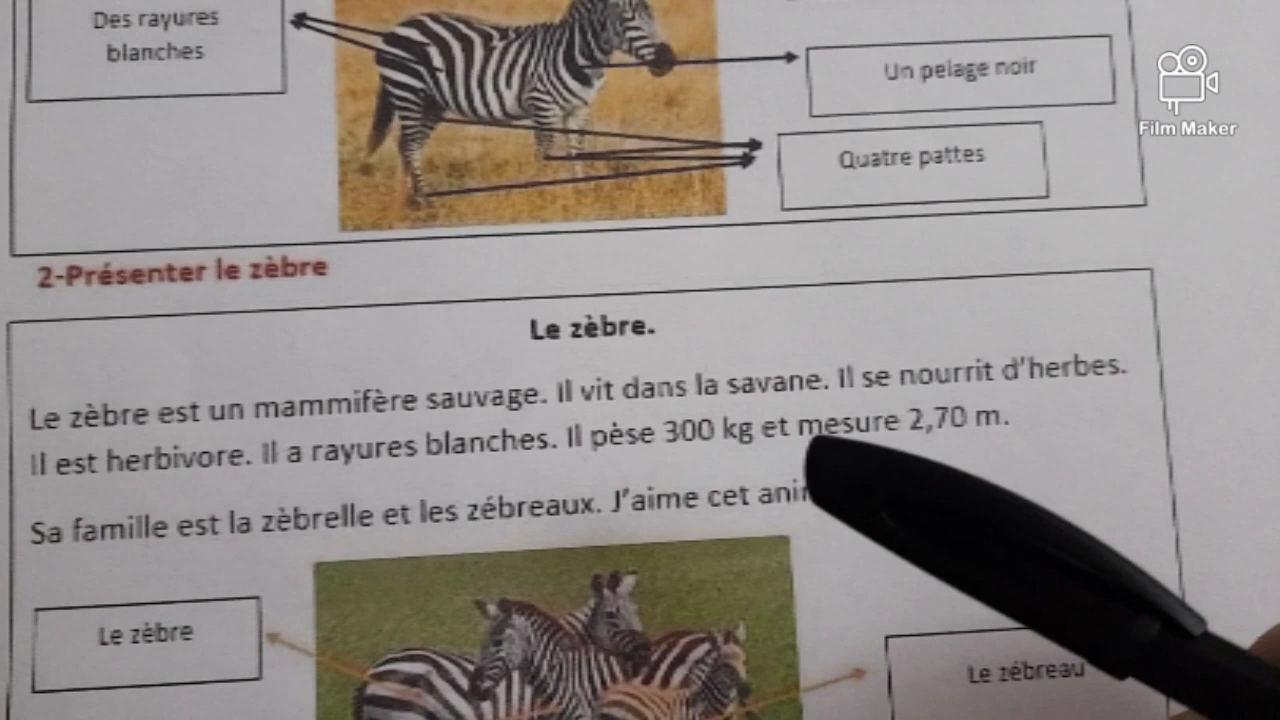 Des rayures
blanches
Un pelage noir
Quatre pattes
Film Maker
2-Présenter le zèbre
Le zèbre.
Le zèbre est un mammifère sauvage. Il vit dans la savane. Il se nourrit d'herbes.
Il est herbivore. Il a rayures blanches. Il pèse 300 kg et mesure 2,70 m.
Sa famille est la zèbrelle et les zébreaux. J'aime cet
Le zèbre
Le zébreau